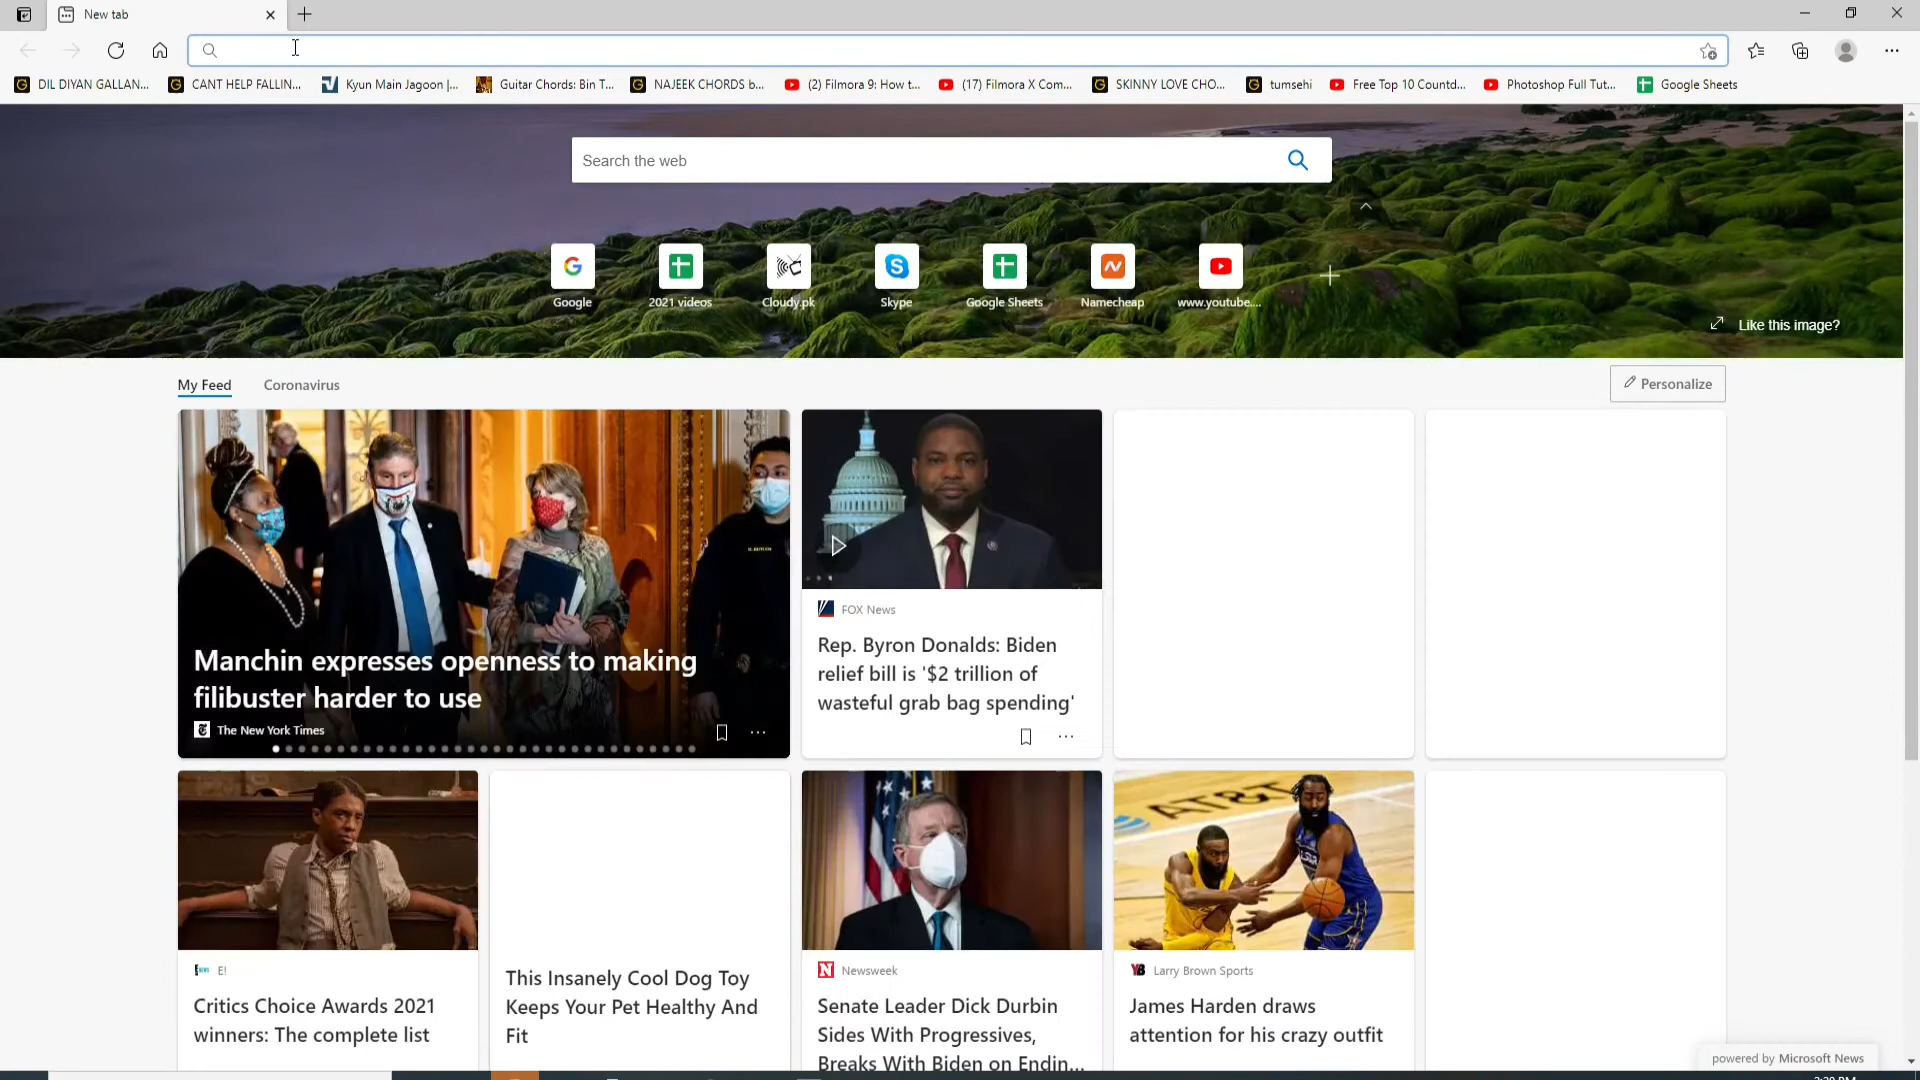 New tab
DIL DIYAN GALLAN...
CANT HELP FALLIN...
Kyun Main Jagoon |...
Guitar Chords: Bin T...
NAJEEK CHORDS b...
(2) Filmora 9: How t...
(17) Filmora X Com...
SKINNY LOVE CHO...
tumsehi
Free Top 10 Countd...
Photoshop Full Tut...
Google Sheets
Search the web
Google
2021 videos
Cloudy.pk
Skype
Google Sheets
Namecheap
www.youtube....
Like this image?
My Feed
Coronavirus
Personalize
Manchin expresses openness to making
filibuster harder to use
The New York Times
FOX News
Rep. Byron Donalds: Biden
relief bill is '$2 trillion of
wasteful grab bag spending'
E!
Critics Choice Awards 2021
winners: The complete list
This Insanely Cool Dog Toy
Keeps Your Pet Healthy And
Fit
Newsweek
Senate Leader Dick Durbin
Sides With Progressives,
Breaks With Biden on Endin...
AT&T
Larry Brown Sports
James Harden draws
attention for his crazy outfit
powered by Microsoft News